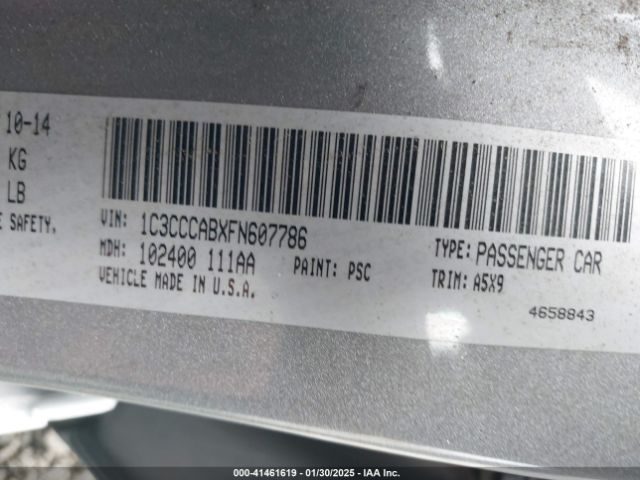 10-14
KG
LB
E SAFETY.
VIN: 1C3CCCABXFN607786
MDH: 102400 111AA
PAINT: PSC
VEHICLE MADE IN U.S.A.
TYPE: PASSENGER CAR
TRIM: A5X9
4658843
000-41461619 - 01/30/2025 - IAA Inc.